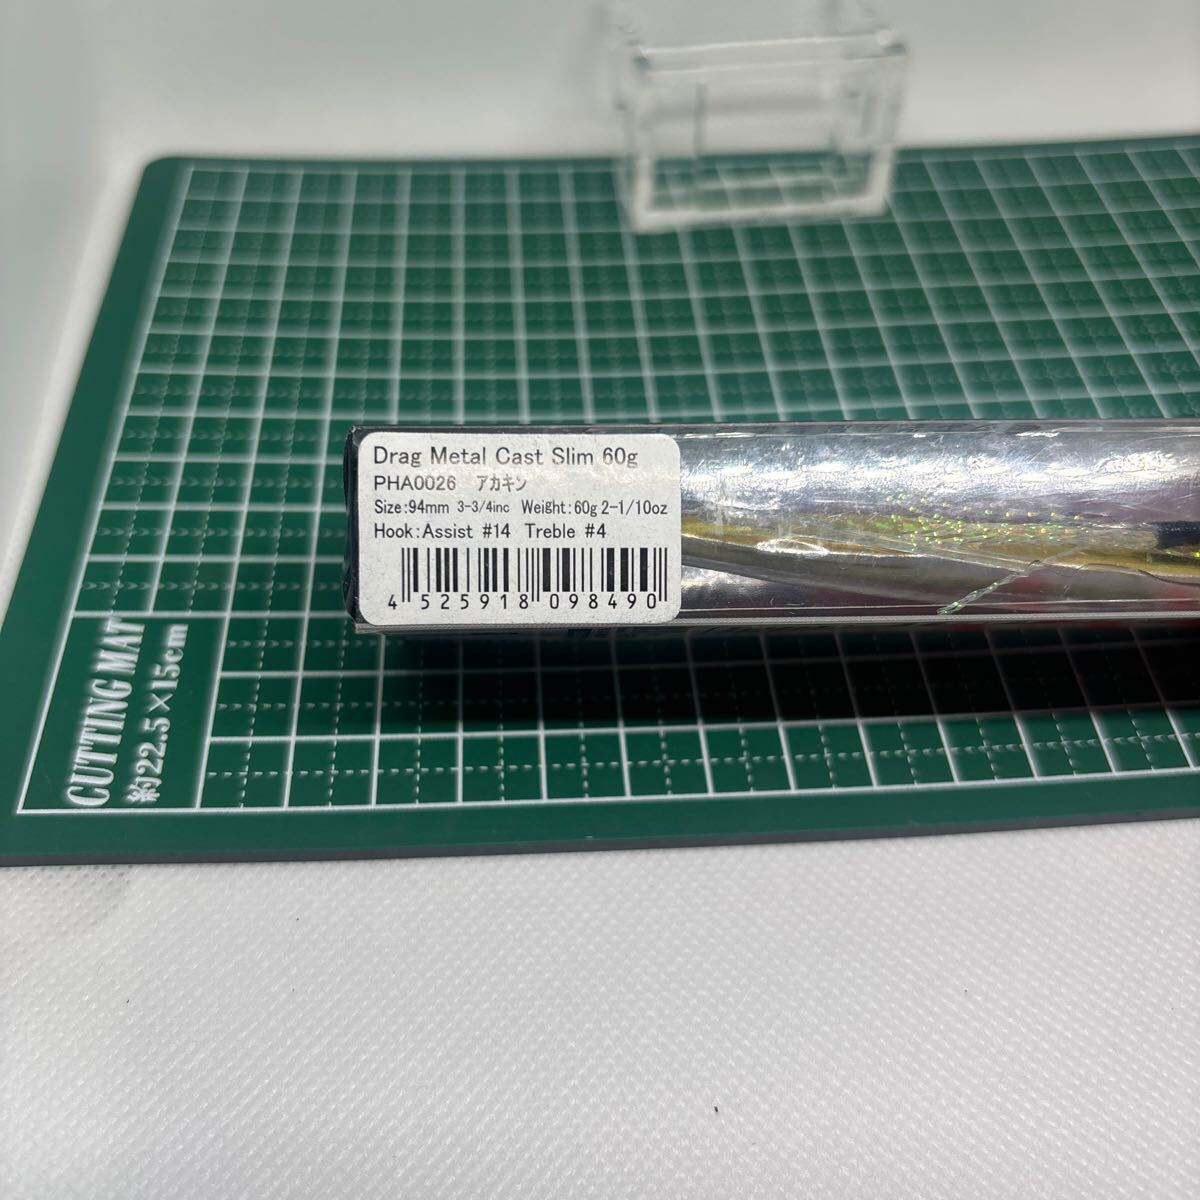 Drag Metal Cast Slim 60g
PHA0026 アカキン
Size:94mm 3-3/4inc Weight:60g 2-1/10oz
Hook:Assist #14 Treble #4
4 525918 098490
CUTTING MAT
約22.5×15cm